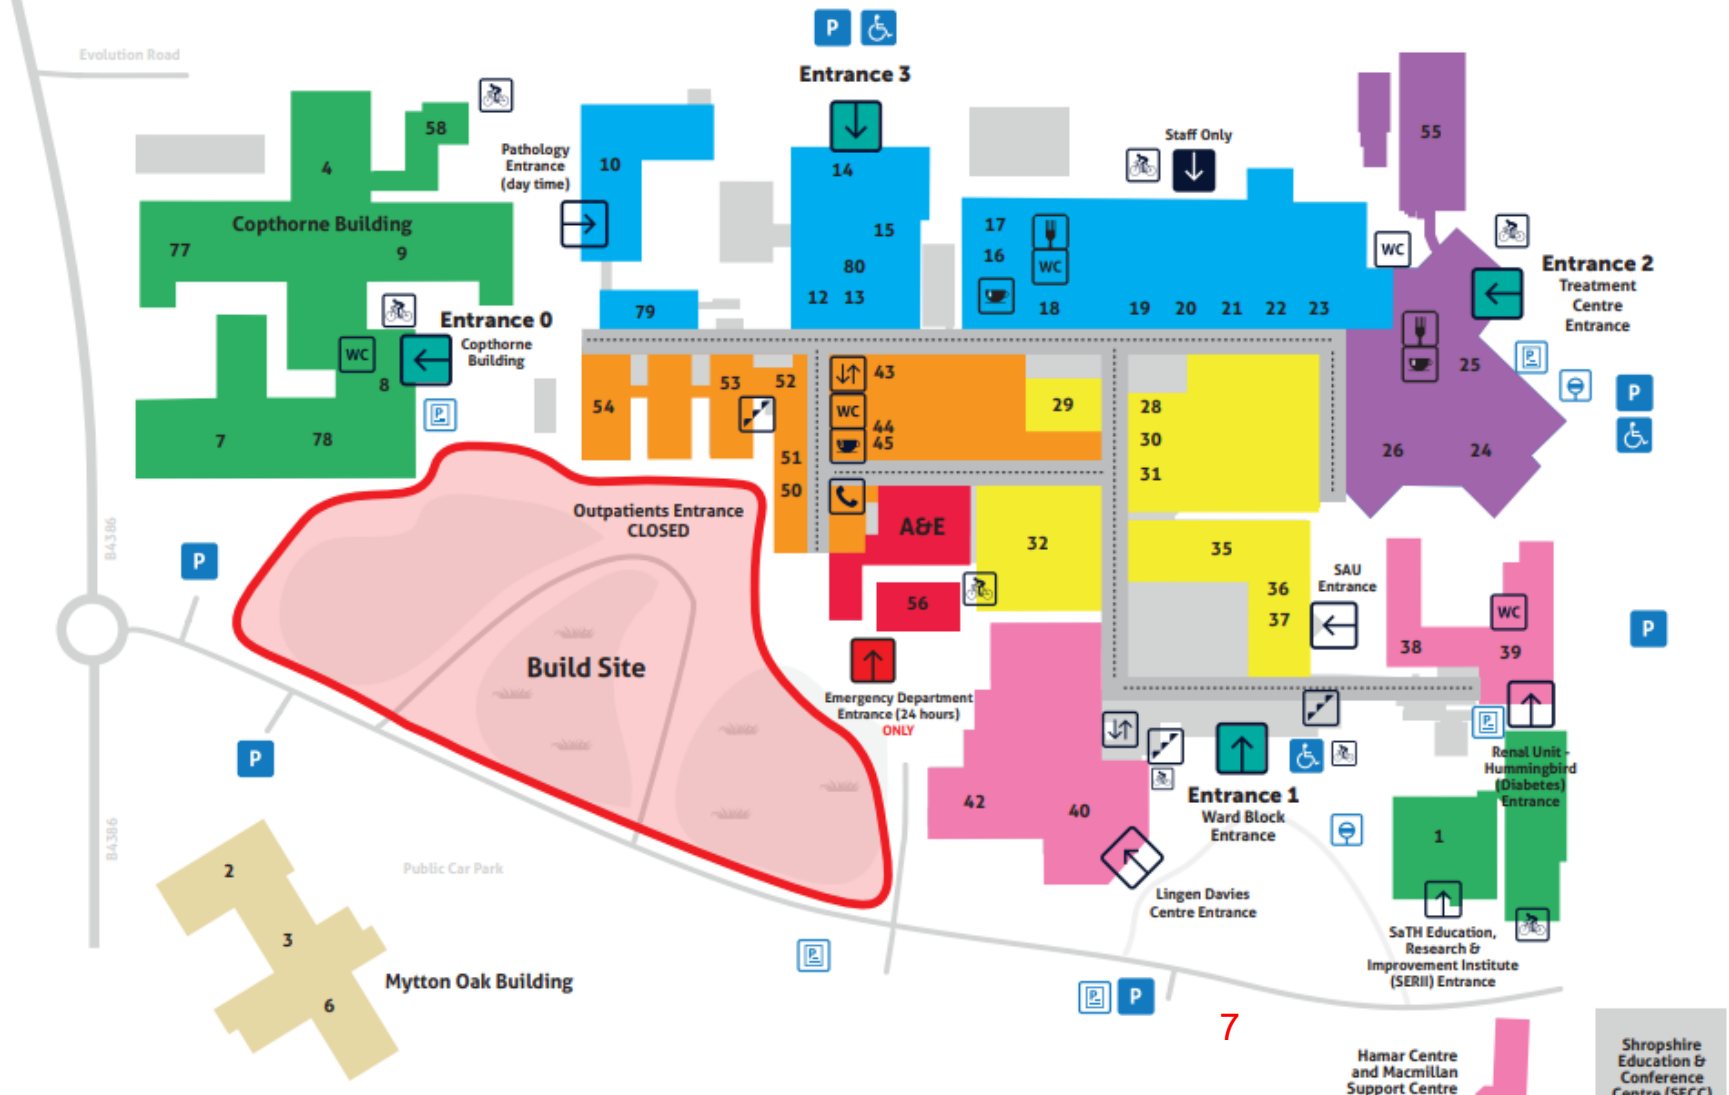 P
Entrance 3
Evolution Road
58
4
Pathology
Entrance
(day time)
10
14
Staff Only
55
Copthorne Building
77
9
15
80
12 13
17
16
WC
18
19 20 21 22 23
WC
Entrance 2
Treatment
Centre
Entrance
P
P
79
Entrance 0
Copthorne
Building
WC
8
P
7
78
54
53
52
51
50
43
WC
44
45
29
28
30
31
25
26
24
Outpatients Entrance
CLOSED
A&E
32
35
36
37
SAU
Entrance
56
B4386
P
Build Site
Emergency Department
Entrance (24 hours)
ONLY
WC
38
39
P
P
Renal Unit -
Hummingbird
(Diabetes)
Entrance
P
42
40
Entrance 1
Ward Block
Entrance
1
B4386
Public Car Park
2
3
6
Mytton Oak Building
Lingen Davies
Centre Entrance
SaTH Education,
Research &
Improvement Institute
(SERII) Entrance
P
P
P
7
Hamar Centre
and Macmillan
Support Centre
Shropshire
Education &
Conference
Centre (SECC)